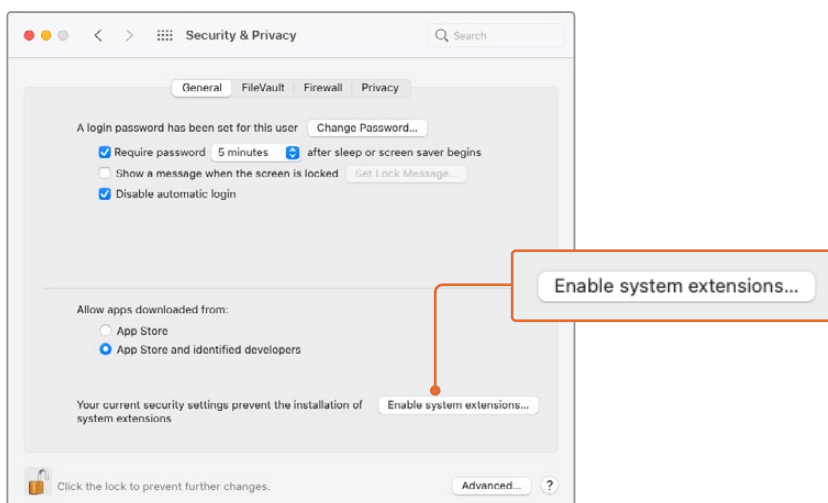 Security & Privacy
Search
General FileVault Firewall Privacy
A login password has been set for this user Change Password...
Require password 5 minutes after sleep or screen saver begins
Show a message when the screen is locked Set Lock Message...
Disable automatic login
Enable system extensions...
Allow apps downloaded from:
App Store
App Store and identified developers
Your current security settings prevent the installation of Enable system extensions...
system extensions
Click the lock to prevent further changes. Advanced... ?